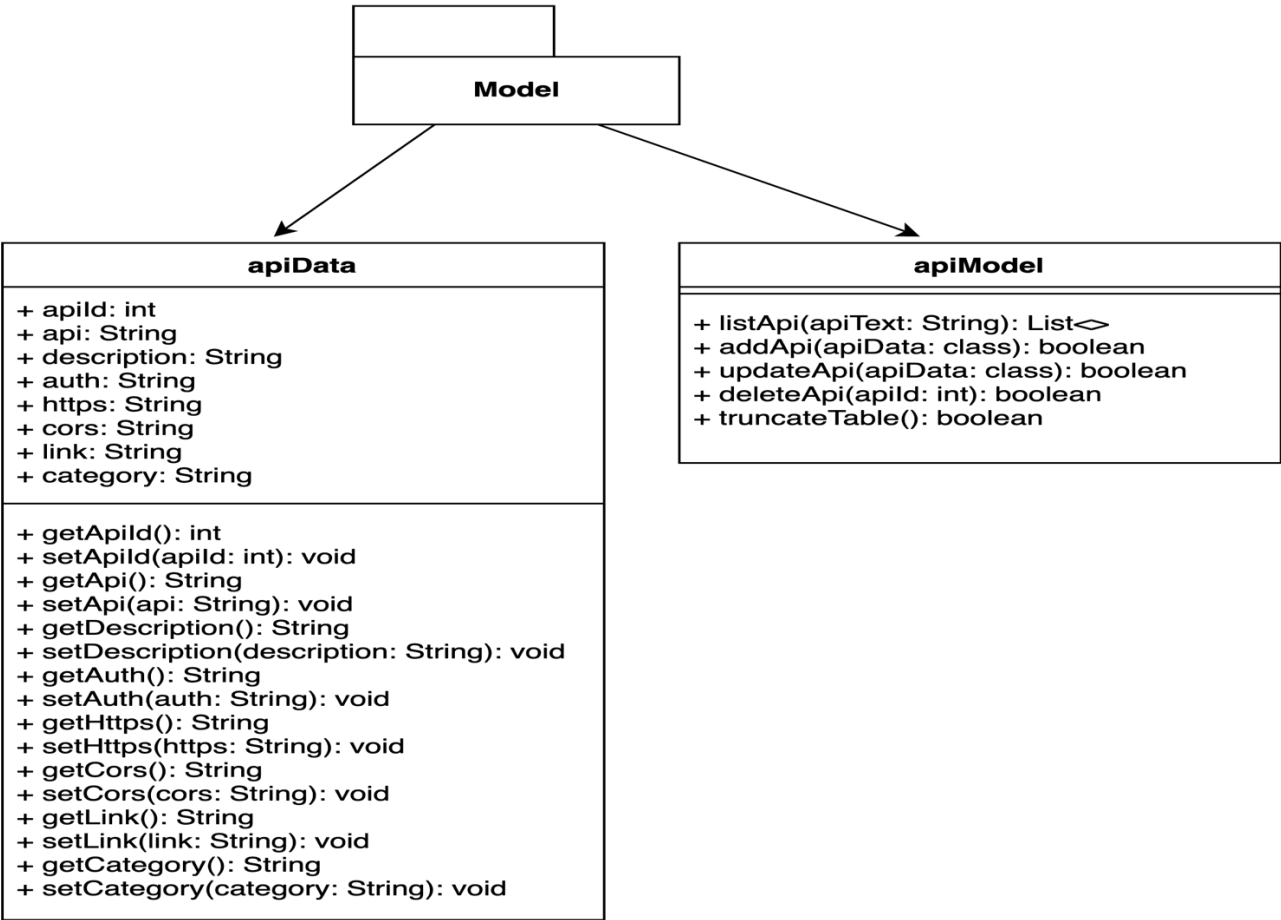 Model
apiData
+ apiId: int
+ api: String
+ description: String
+ auth: String
+ https: String
+ cors: String
+ link: String
+ category: String
+ getApiId(): int
+ setApiId(apiId: int): void
+ getApi(): String
+ setApi(api: String): void
+ getDescription(): String
+ setDescription(description: String): void
+ getAuth(): String
+ setAuth(auth: String): void
+ getHttps(): String
+ setHttps(https: String): void
+ getCors(): String
+ setCors(cors: String): void
+ getLink(): String
+ setLink(link: String): void
+ getCategory(): String
+ setCategory(category: String): void
apiModel
+ listApi(apiText: String): List<>
+ addApi(apiData: class): boolean
+ updateApi(apiData: class): boolean
+ deleteApi(apiId: int): boolean
+ truncateTable(): boolean